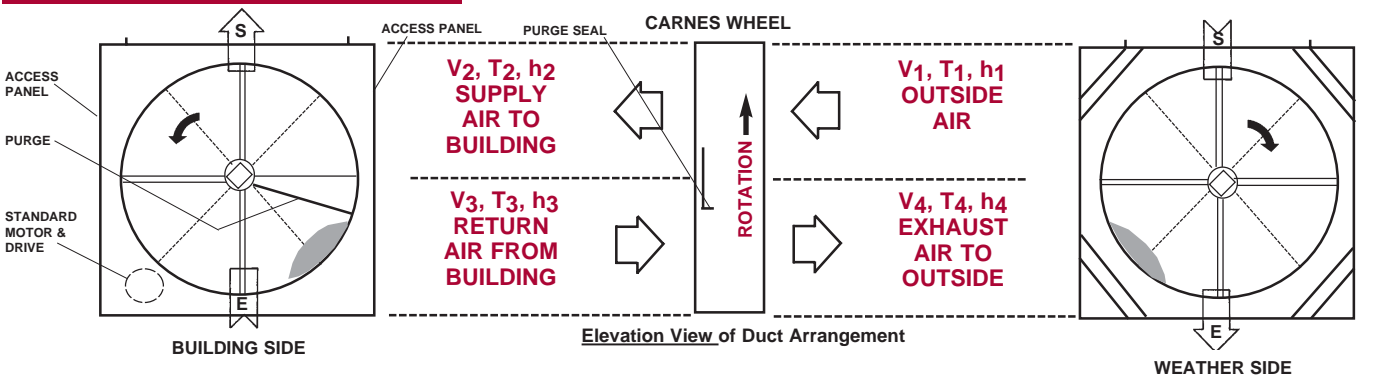 S
ACCESS
PANEL
PURGE
STANDARD
MOTOR &
DRIVE
E
BUILDING SIDE
ACCESS PANEL
PURGE SEAL
CARNES WHEEL
V2, T2, h2
SUPPLY
AIR TO
BUILDING
V3, T3, h3
RETURN
AIR FROM
BUILDING
ROTATION
V1, T1, h1
OUTSIDE
AIR
V4, T4, h4
EXHAUST
AIR TO
OUTSIDE
Elevation View of Duct Arrangement
S
E
WEATHER SIDE